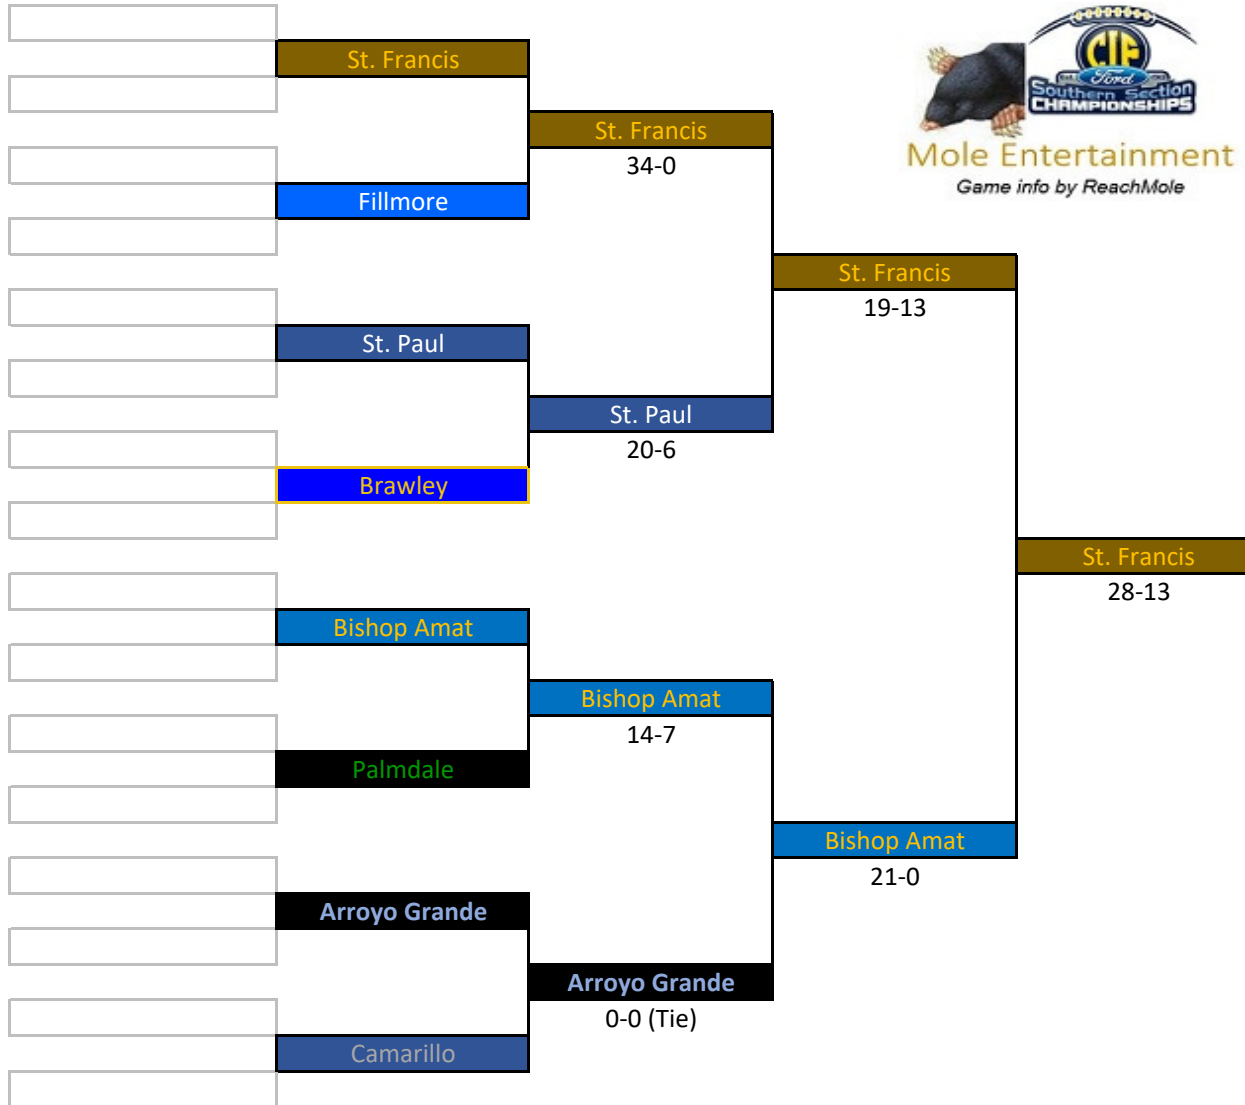 St. Francis
CIF
Ford
Southern Section
CHAMPIONSHIPS
St. Francis
34-0
Mole Entertainment
Game info by ReachMole
Fillmore
St. Francis
19-13
St. Paul
St. Paul
20-6
Brawley
St. Francis
28-13
Bishop Amat
Bishop Amat
14-7
Palmdale
Bishop Amat
21-0
Arroyo Grande
Arroyo Grande
0-0 (Tie)
Camarillo